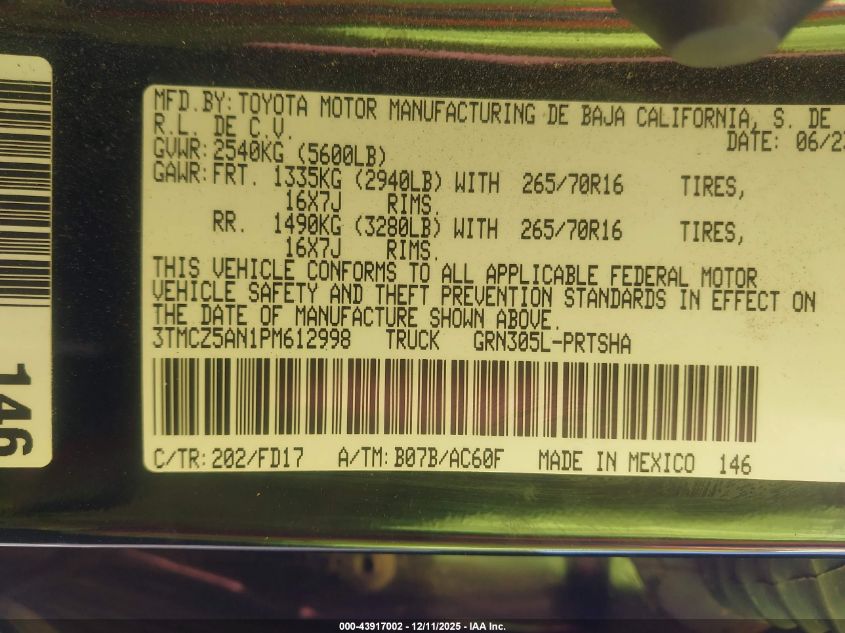 MFD.BY: TOYOTA MOTOR MANUFACTURING DE BAJA CALIFORNIA, S. DE
R.L. DE C.V.
DATE: 06/23
GVWR: 2540KG (5600LB)
GAWR: FRT. 1335KG (2940LB) WITH 265/70R16 TIRES,
16X7J RIMS.
RR. 1490KG (3280LB) WITH 265/70R16 TIRES,
16X7J RIMS.
THIS VEHICLE CONFORMS TO ALL APPLICABLE FEDERAL MOTOR
VEHICLE SAFETY AND THEFT PREVENTION STANDARDS IN EFFECT ON
THE DATE OF MANUFACTURE SHOWN ABOVE.
3TMCZ5AN1PM612998 TRUCK GRN305L-PRTSHA
C/TR: 202/FD17 A/TM: B07B/AC60F MADE IN MEXICO 146
146
000-43917002 - 12/11/2025 - IAA Inc.